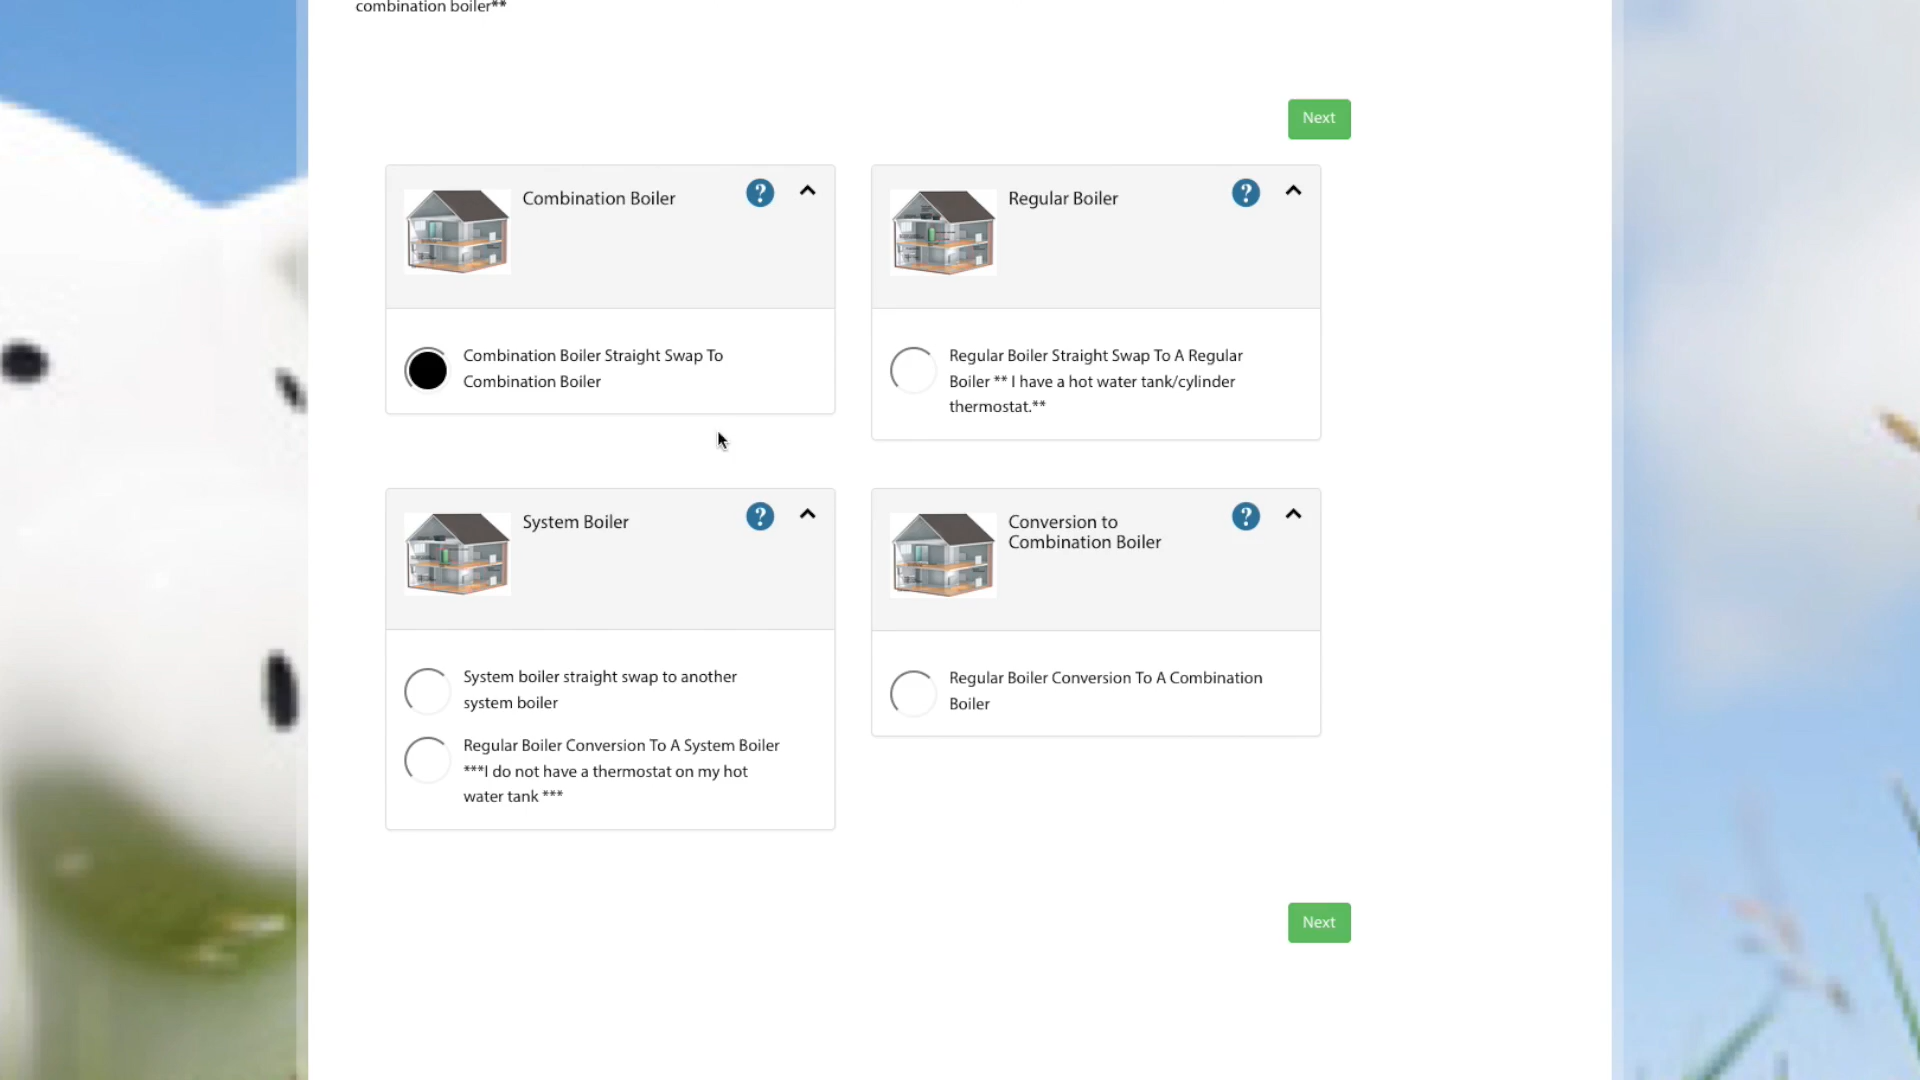 combination boiler**
Next
Combination Boiler
?
Regular Boiler
?
Combination Boiler Straight Swap To
Combination Boiler
Regular Boiler Straight Swap To A Regular
Boiler ** I have a hot water tank/cylinder
thermostat.**
System Boiler
?
Conversion to
Combination Boiler
?
System boiler straight swap to another
system boiler
Regular Boiler Conversion To A System Boiler
***I do not have a thermostat on my hot
water tank ***
Regular Boiler Conversion To A Combination
Boiler
Next